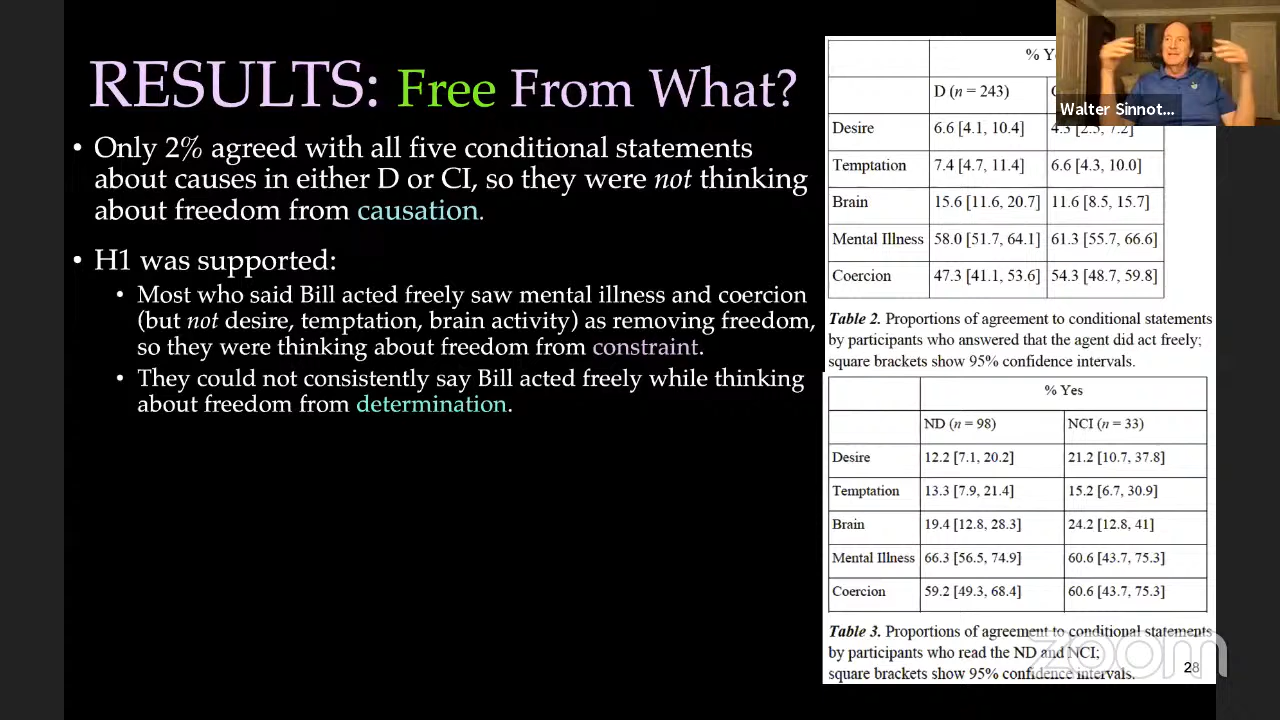 RESULTS: Free From What?
• Only 2% agreed with all five conditional statements
about causes in either D or CI, so they were not thinking
about freedom from causation.
• H1 was supported:
• Most who said Bill acted freely saw mental illness and coercion
(but not desire, temptation, brain activity) as removing freedom,
so they were thinking about freedom from constraint.
• They could not consistently say Bill acted freely while thinking
about freedom from determination.
Walter Sinnot...
D (n = 243)
Desire 6.6 [4.1, 10.4] 4.3 [2.5, 7.2]
Temptation 7.4 [4.7, 11.4] 6.6 [4.3, 10.0]
Brain 15.6 [11.6, 20.7] 11.6 [8.5, 15.7]
Mental Illness 58.0 [51.7, 64.1] 61.3 [55.7, 66.6]
Coercion 47.3 [41.1, 53.6] 54.3 [48.7, 59.8]
Table 2. Proportions of agreement to conditional statements
by participants who answered that the agent did act freely;
square brackets show 95% confidence intervals.
% Yes
ND (n = 98) NCI (n = 33)
Desire 12.2 [7.1, 20.2] 21.2 [10.7, 37.8]
Temptation 13.3 [7.9, 21.4] 15.2 [6.7, 30.9]
Brain 19.4 [12.8, 28.3] 24.2 [12.8, 41]
Mental Illness 66.3 [56.5, 74.9] 60.6 [43.7, 75.3]
Coercion 59.2 [49.3, 68.4] 60.6 [43.7, 75.3]
Table 3. Proportions of agreement to conditional statements
by participants who read the ND and NCI;
square brackets show 95% confidence intervals.
zoom
28